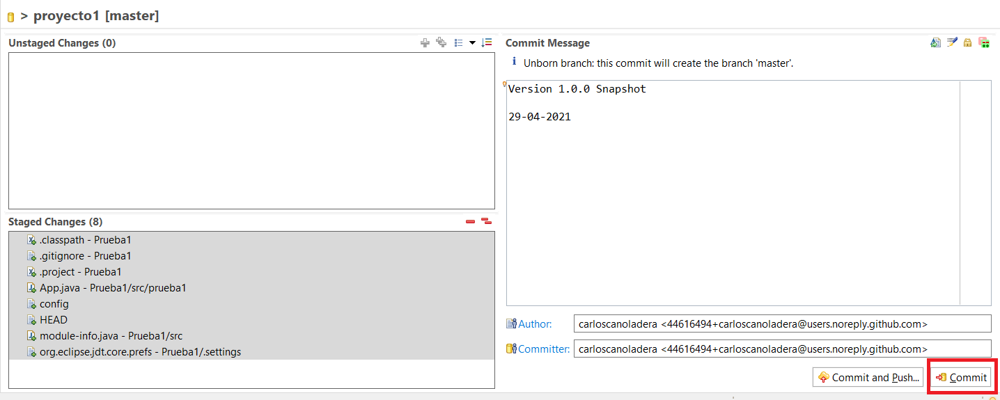 > proyecto1 [master]
Unstaged Changes (0)
Staged Changes (8)
.classpath - Prueba1
.gitignore - Prueba1
.project - Prueba1
App.java - Prueba1/src/prueba1
config
HEAD
module-info.java - Prueba1/src
org.eclipse.jdt.core.prefs - Prueba1/.settings
Commit Message
Unborn branch: this commit will create the branch 'master'.
Version 1.0.0 Snapshot
29-04-2021
Author: carloscanoladera <44616494+carloscanoladera@users.noreply.github.com>
Committer: carloscanoladera <44616494+carloscanoladera@users.noreply.github.com>
Commit and Push... Commit